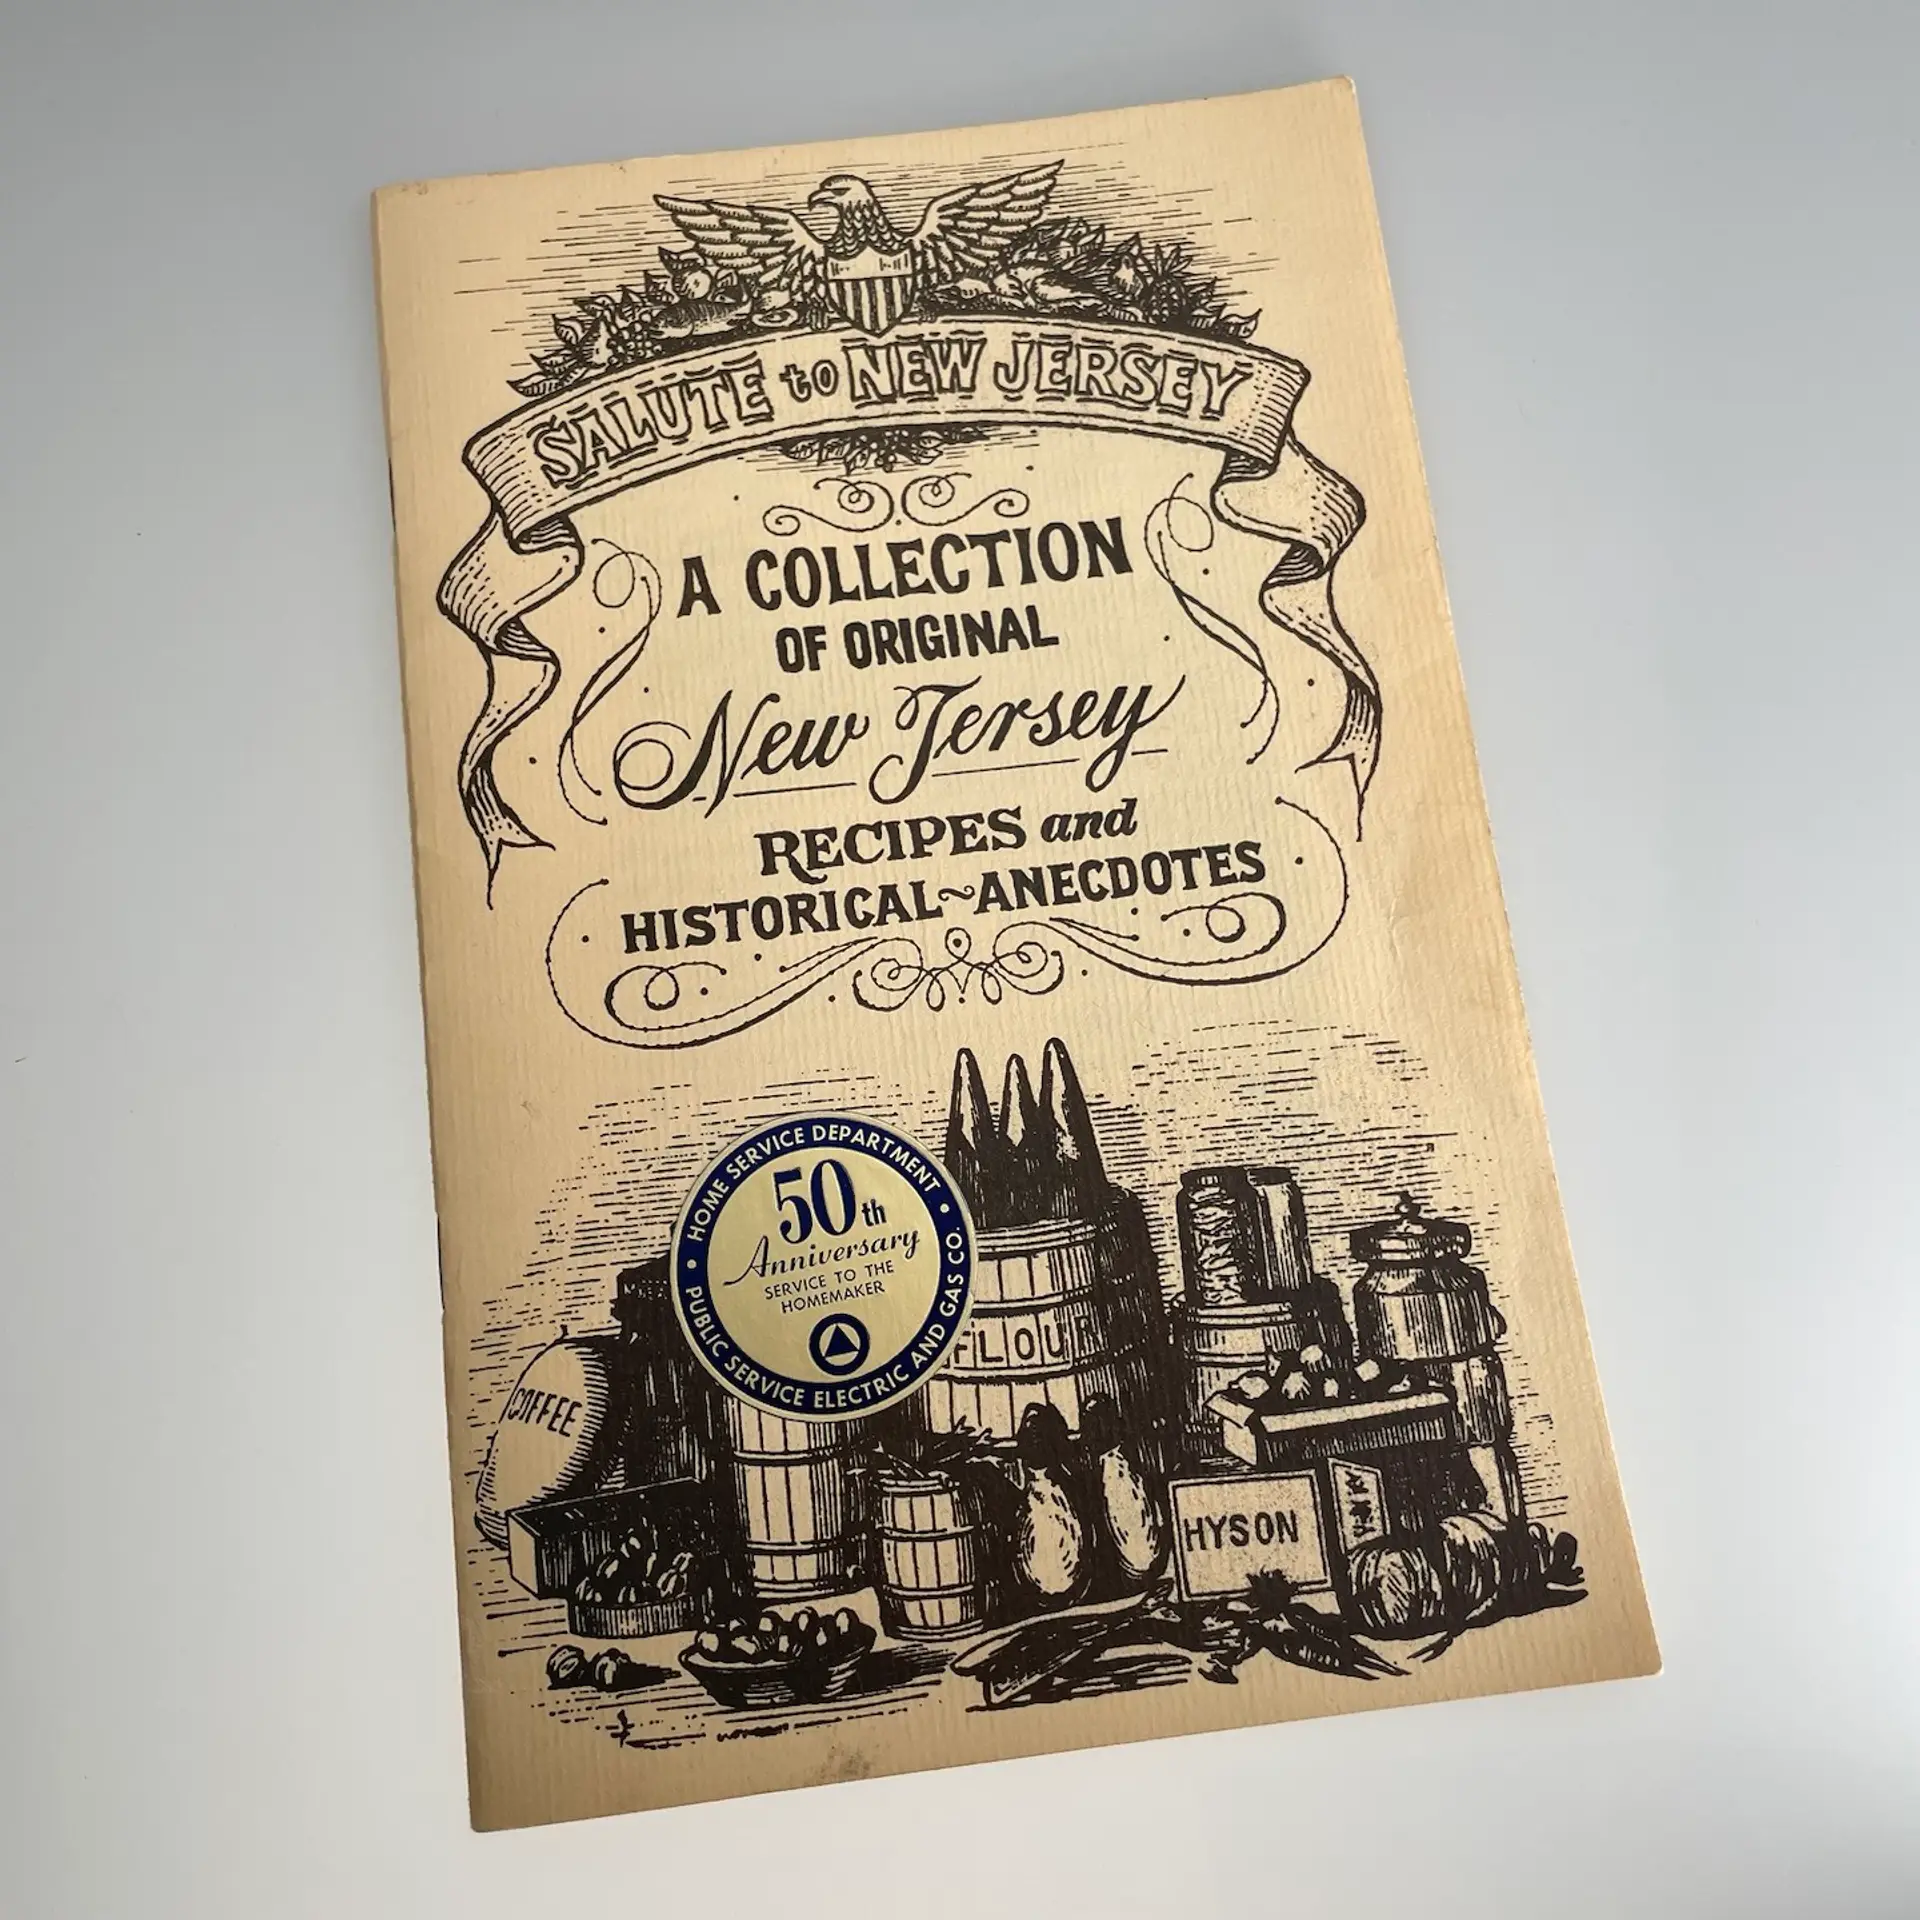 SALUTE to NEW JERSEY
A COLLECTION
OF ORIGINAL
New Jersey
RECIPES and
HISTORICAL~ANECDOTES
HOME SERVICE DEPARTMENT
50th
Anniversary
SERVICE TO THE
HOMEMAKER
PUBLIC SERVICE ELECTRIC AND GAS CO.
FLOUR
COFFEE
HYSON